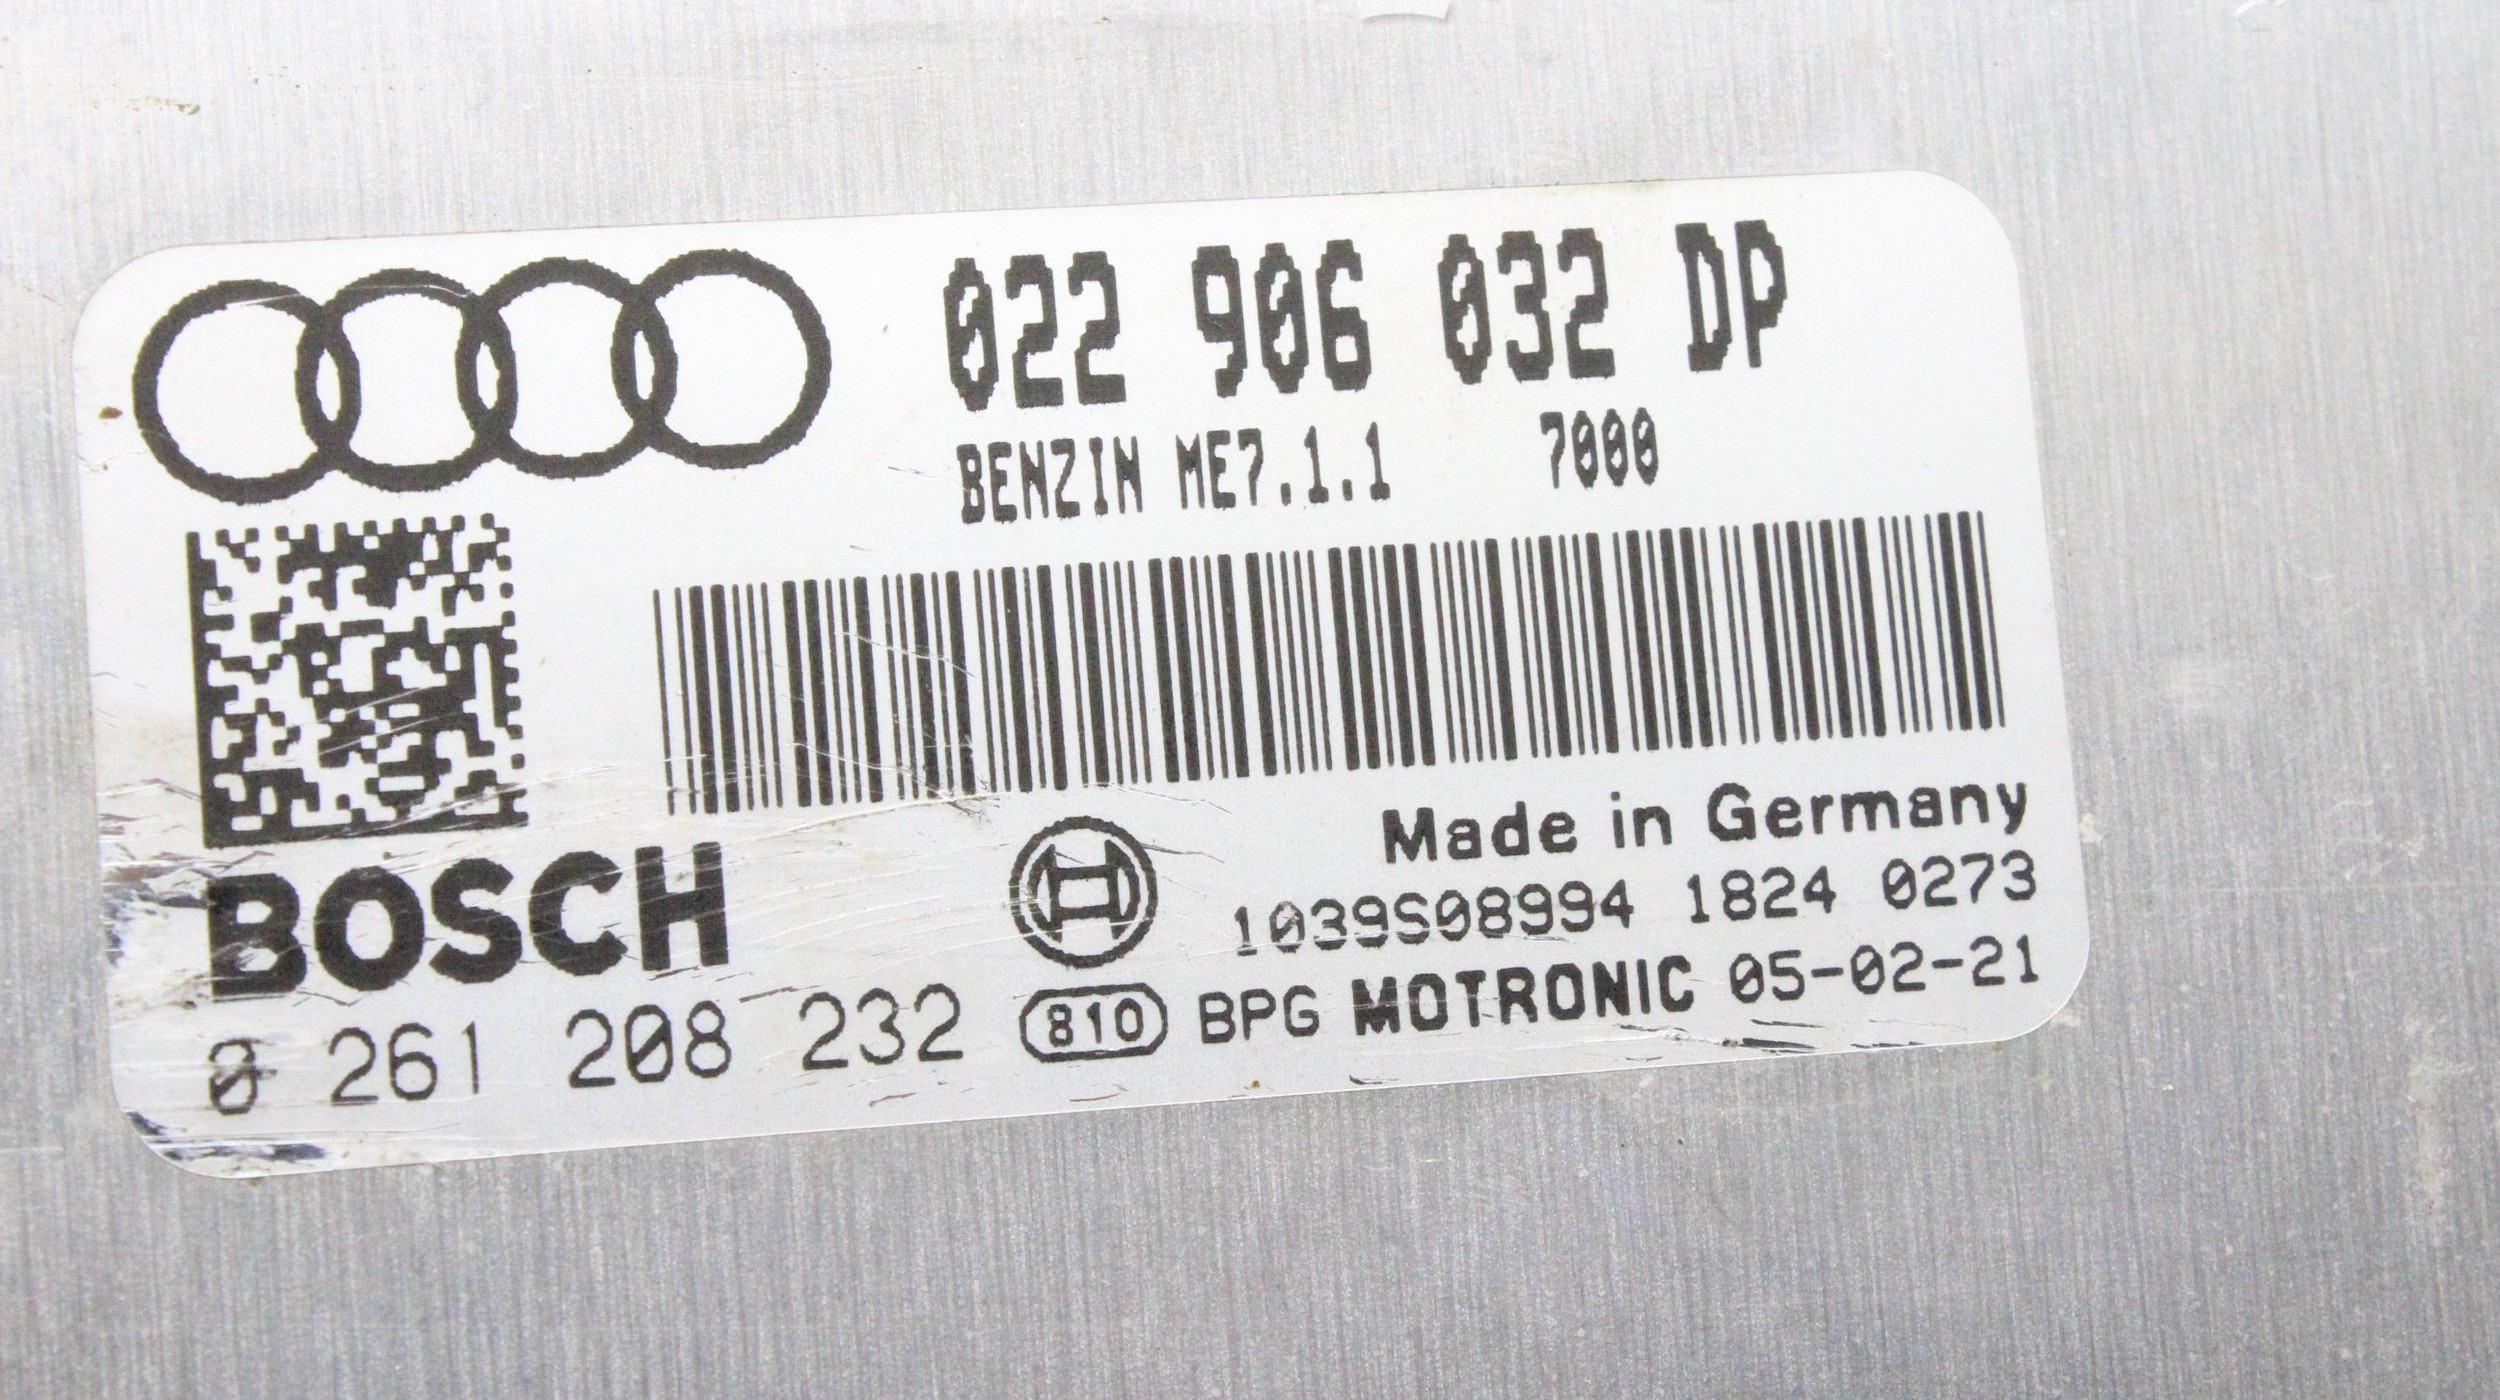 022 906 032 DP
BENZIN ME7.1.1 7000
Made in Germany
BOSCH
1039S08994 1824 0273
0 261 208 232 810 BPG MOTRONIC 05-02-21